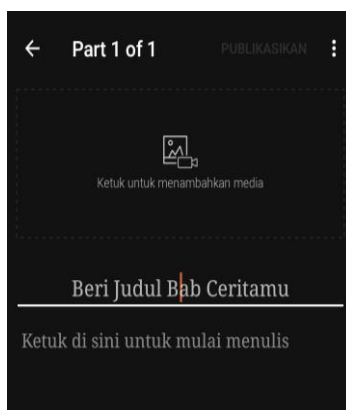 Part 1 of 1 PUBLIKASIKAN
Ketuk untuk menambahkan media
Beri Judul Bab Ceritamu
Ketuk di sini untuk mulai menulis